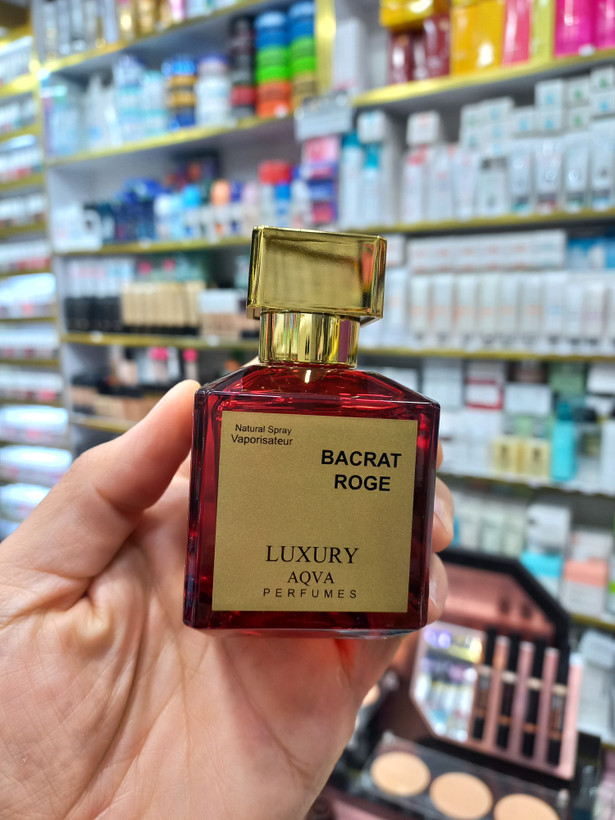 Natural Spray
Vaporisateur
BACRAT
ROGE
LUXURY
AQVA
PERFUMES